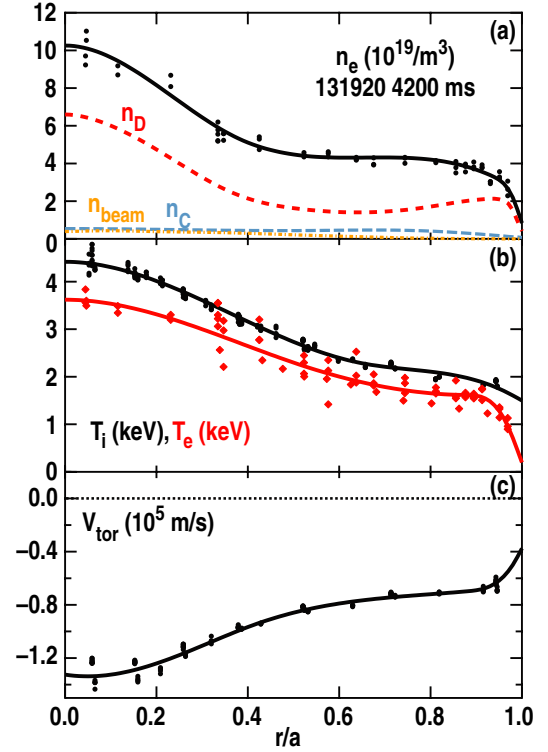 12
10
8
6
4
2
0
(a)
n_e (10^19/m^3)
131920 4200 ms
n_D
n_beam
n_C
4
3
2
1
0
(b)
T_i (keV), T_e (keV)
0.0
−0.4
−0.8
−1.2
(c)
V_tor (10^5 m/s)
0.0 0.2 0.4 0.6 0.8 1.0
r/a